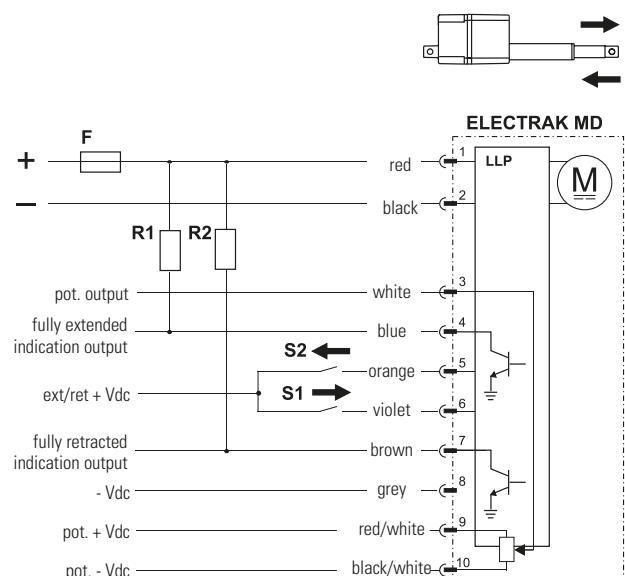 ELECTRAK MD
F
+
red
1
LLP
M
−
black
2
R1
R2
pot. output
white
3
fully extended
indication output
blue
4
S2
orange
5
ext/ret + Vdc
S1
violet
6
fully retracted
indication output
brown
7
- Vdc
grey
8
pot. + Vdc
red/white
9
pot. - Vdc
black/white
10